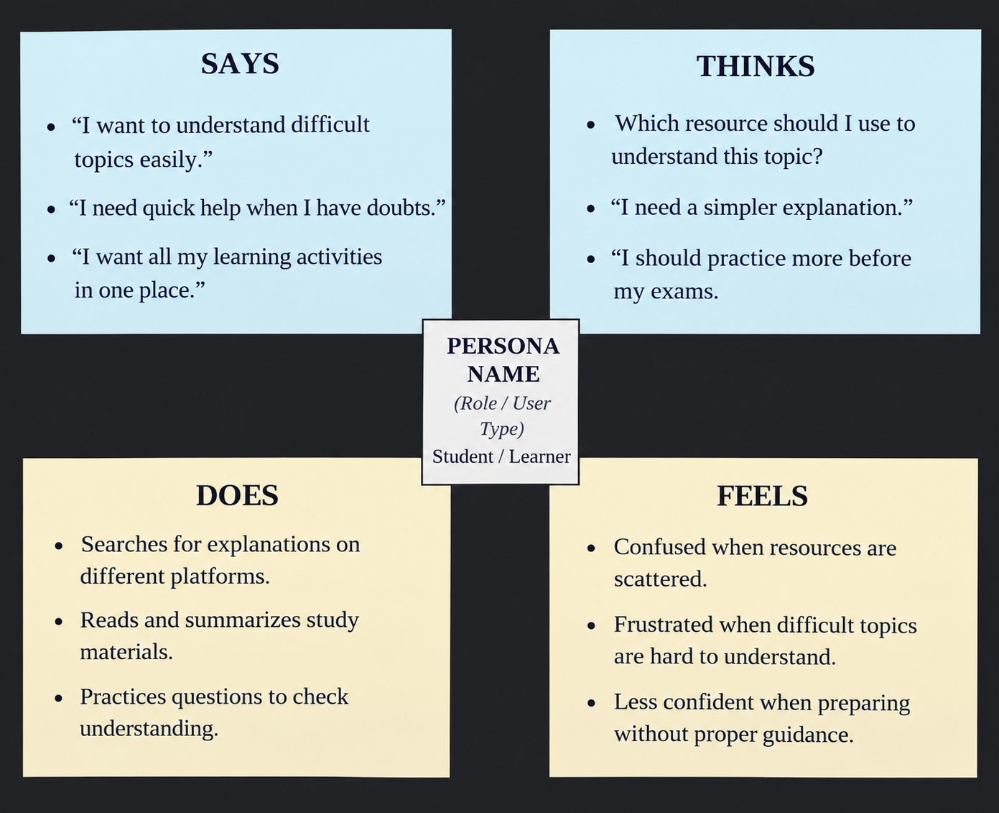 SAYS
• “I want to understand difficult
topics easily.”
• “I need quick help when I have doubts.”
• “I want all my learning activities
in one place.”
THINKS
• Which resource should I use to
understand this topic?
• “I need a simpler explanation.”
• “I should practice more before
my exams.
PERSONA
NAME
(Role / User
Type)
Student / Learner
DOES
• Searches for explanations on
different platforms.
• Reads and summarizes study
materials.
• Practices questions to check
understanding.
FEELS
• Confused when resources are
scattered.
• Frustrated when difficult topics
are hard to understand.
• Less confident when preparing
without proper guidance.